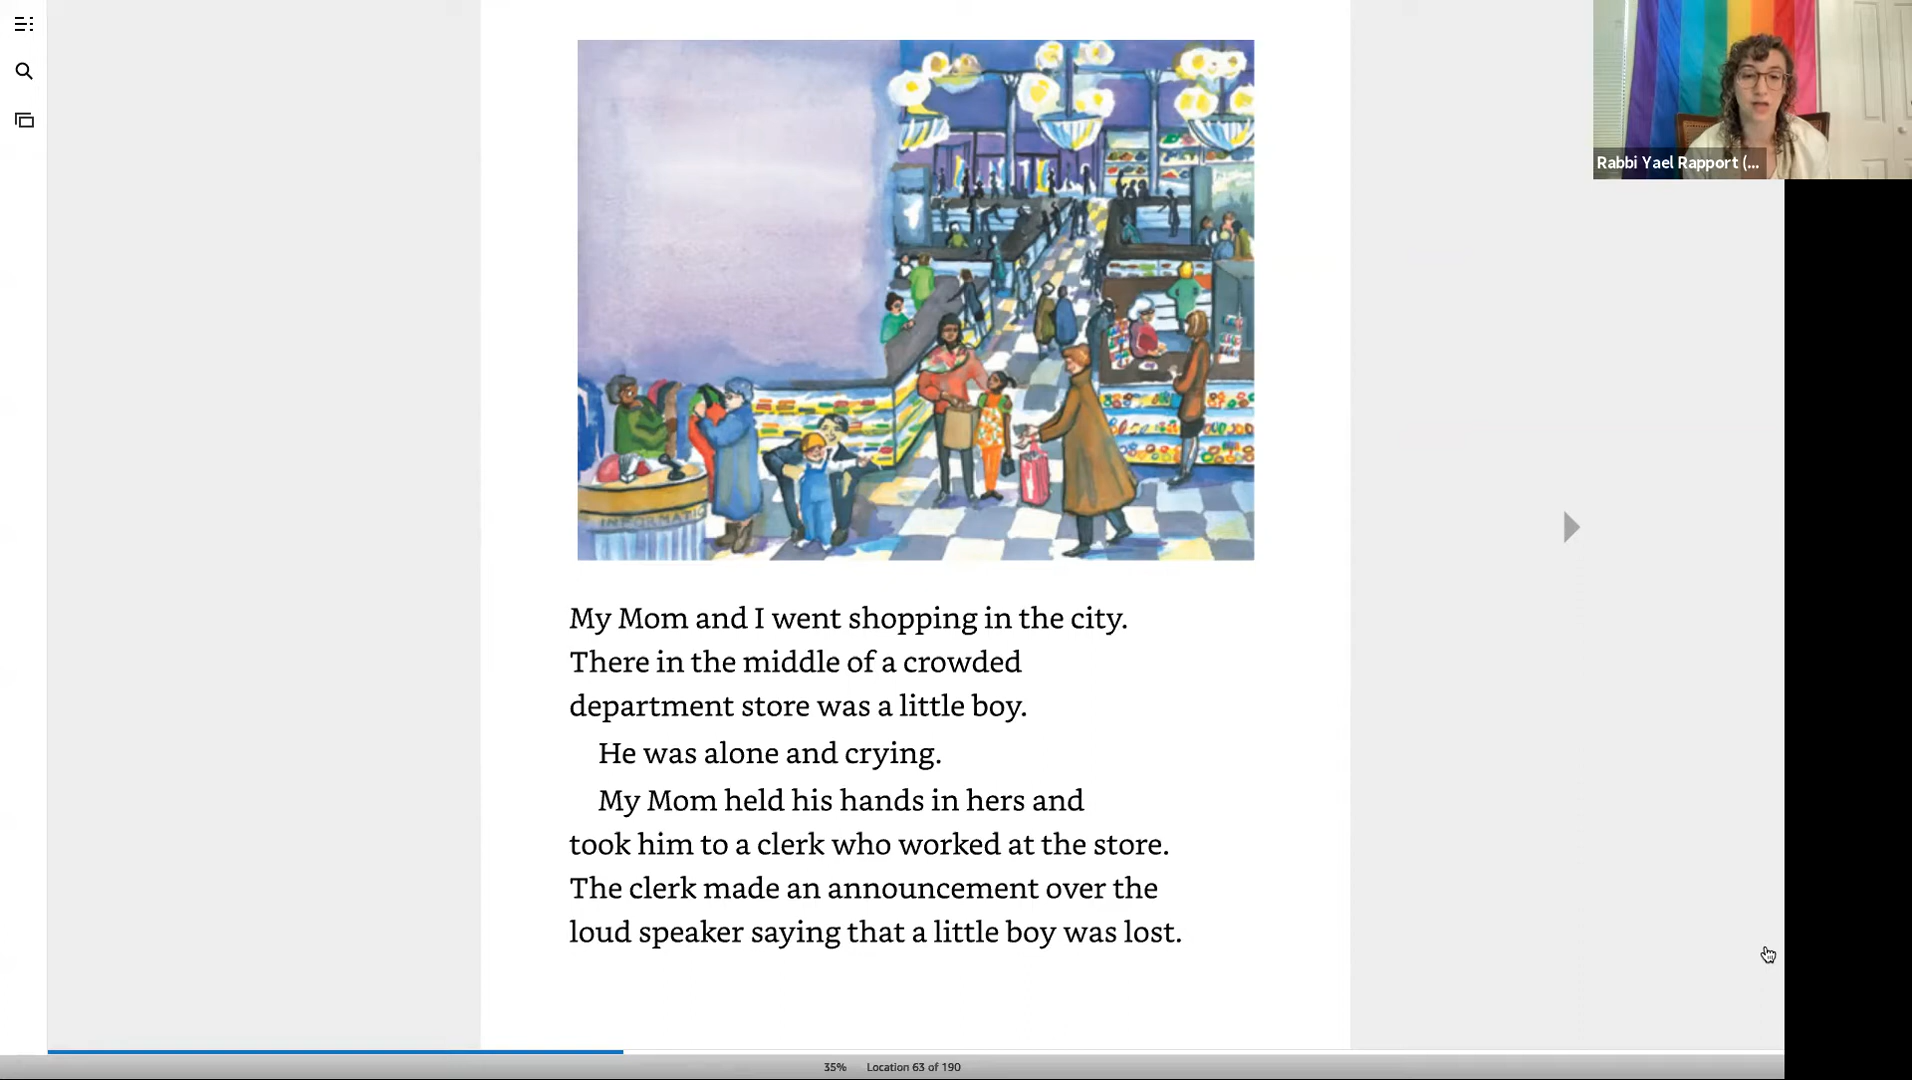 Rabbi Yael Rapport (...
INFORMATIO
My Mom and I went shopping in the city.
There in the middle of a crowded
department store was a little boy.
He was alone and crying.
My Mom held his hands in hers and
took him to a clerk who worked at the store.
The clerk made an announcement over the
loud speaker saying that a little boy was lost.
35% Location 63 of 190